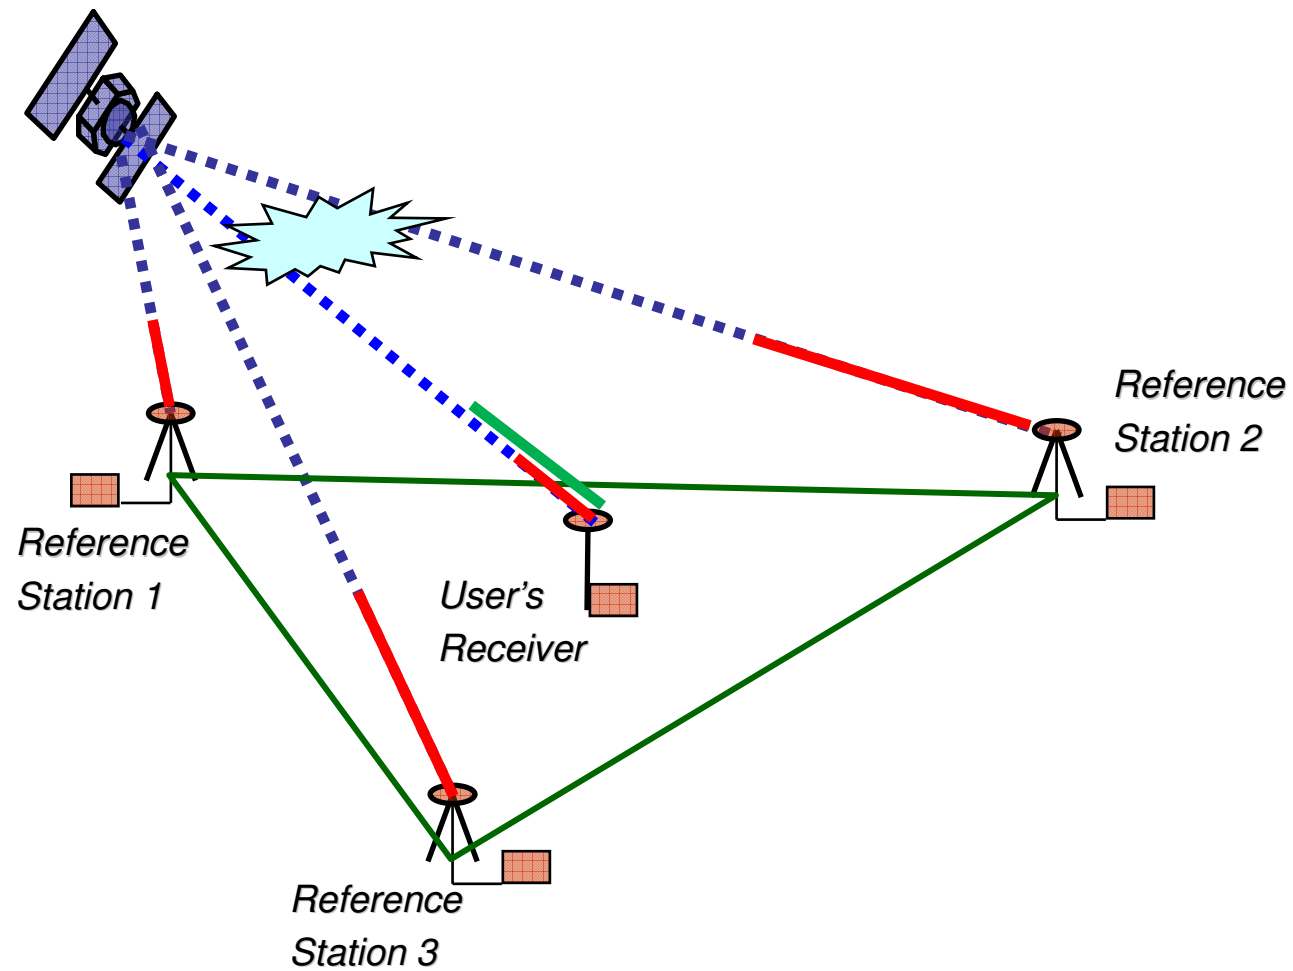 Reference
Station 2
Reference
Station 1
User’s
Receiver
Reference
Station 3